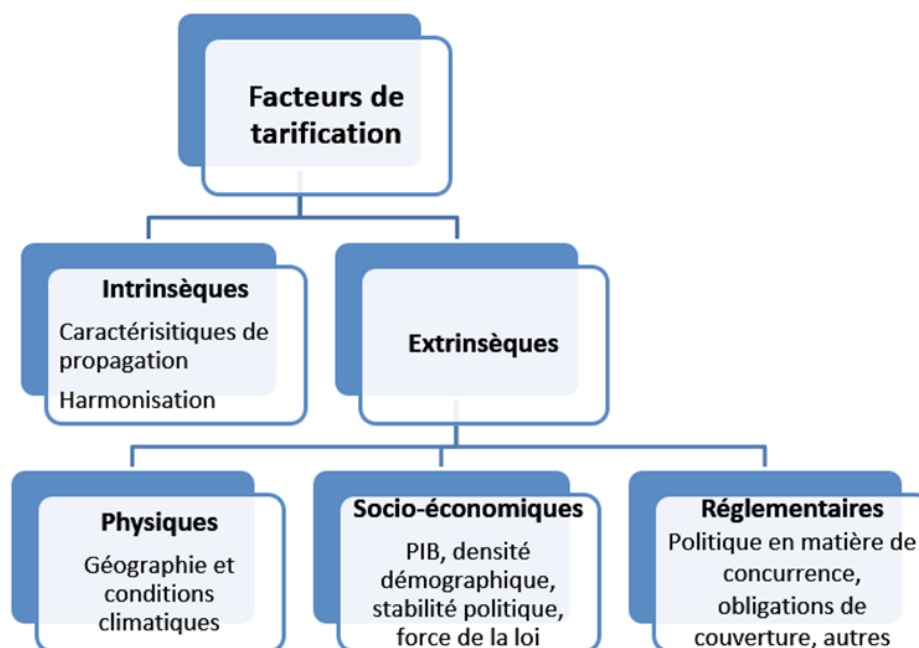 Facteurs de
tarification
Intrinsèques
Caractérisitiques de
propagation
Harmonisation
Extrinsèques
Physiques
Géographie et
conditions
climatiques
Socio-économiques
PIB, densité
démographique,
stabilité politique,
force de la loi
Réglementaires
Politique en matière de
concurrence,
obligations de
couverture, autres